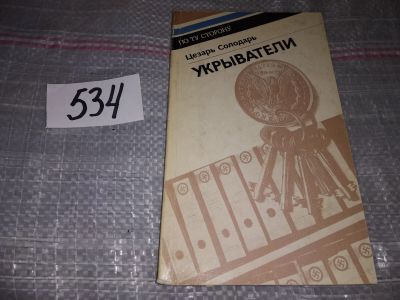 534
ПО ТУ СТОРОНУ
Цезарь Солодарь
УКРЫВАТЕЛИ